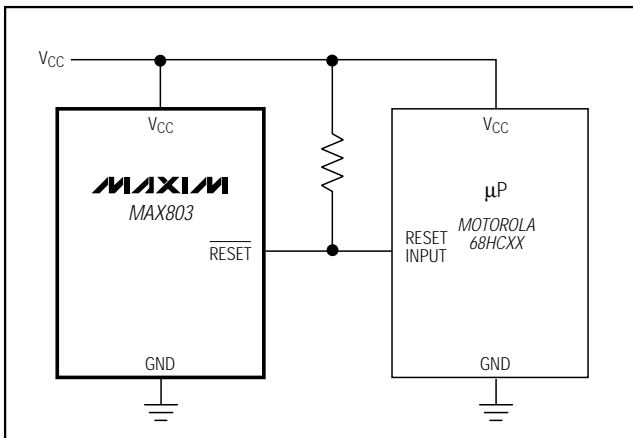 VCC
VCC
MAXIM
MAX803
RESET
GND
VCC
µP
MOTOROLA
68HCXX
RESET
INPUT
GND